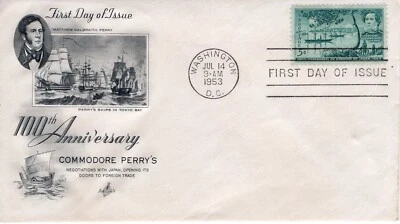 First Day of Issue
MATTHEW CALBRAITH PERRY
PERRY'S SHIPS IN TOKYO BAY
100th Anniversary
COMMODORE PERRY'S
NEGOTIATIONS WITH JAPAN, OPENING ITS
DOORS TO FOREIGN TRADE
WASHINGTON
JUL 14
9-AM
1953
D.C.
FIRST DAY OF ISSUE
5¢